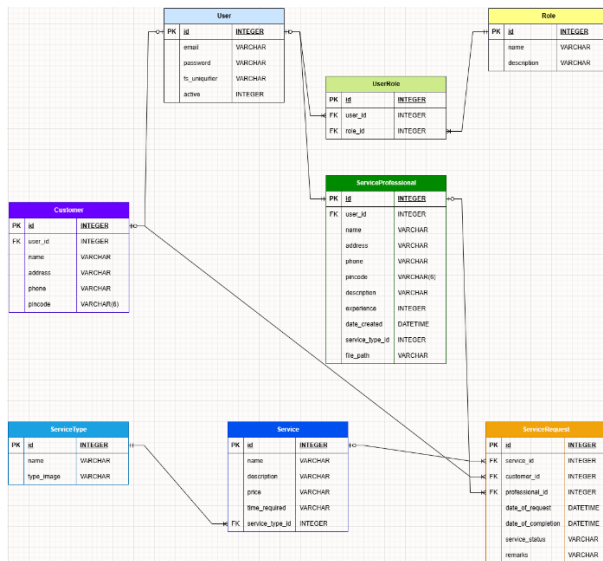 User
PK id INTEGER
email VARCHAR
password VARCHAR
fs_uniquifier VARCHAR
active INTEGER
Role
PK id INTEGER
name VARCHAR
description VARCHAR
UserRole
PK id INTEGER
FK user_id INTEGER
FK role_id INTEGER
ServiceProfessional
PK id INTEGER
FK user_id INTEGER
name VARCHAR
address VARCHAR
phone VARCHAR
pincode VARCHAR(6)
description VARCHAR
experience INTEGER
date_created DATETIME
service_type_id INTEGER
file_path VARCHAR
Customer
PK id INTEGER
FK user_id INTEGER
name VARCHAR
address VARCHAR
phone VARCHAR
pincode VARCHAR(6)
ServiceType
PK id INTEGER
name VARCHAR
type_image VARCHAR
Service
PK id INTEGER
name VARCHAR
description VARCHAR
price VARCHAR
time_required VARCHAR
FK service_type_id INTEGER
ServiceRequest
PK id INTEGER
FK service_id INTEGER
FK customer_id INTEGER
FK professional_id INTEGER
date_of_request DATETIME
date_of_completion DATETIME
service_status VARCHAR
remarks VARCHAR